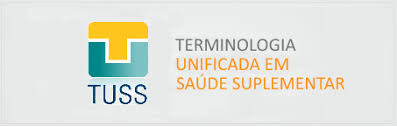 TUSS
TERMINOLOGIA
UNIFICADA EM
SAÚDE SUPLEMENTAR